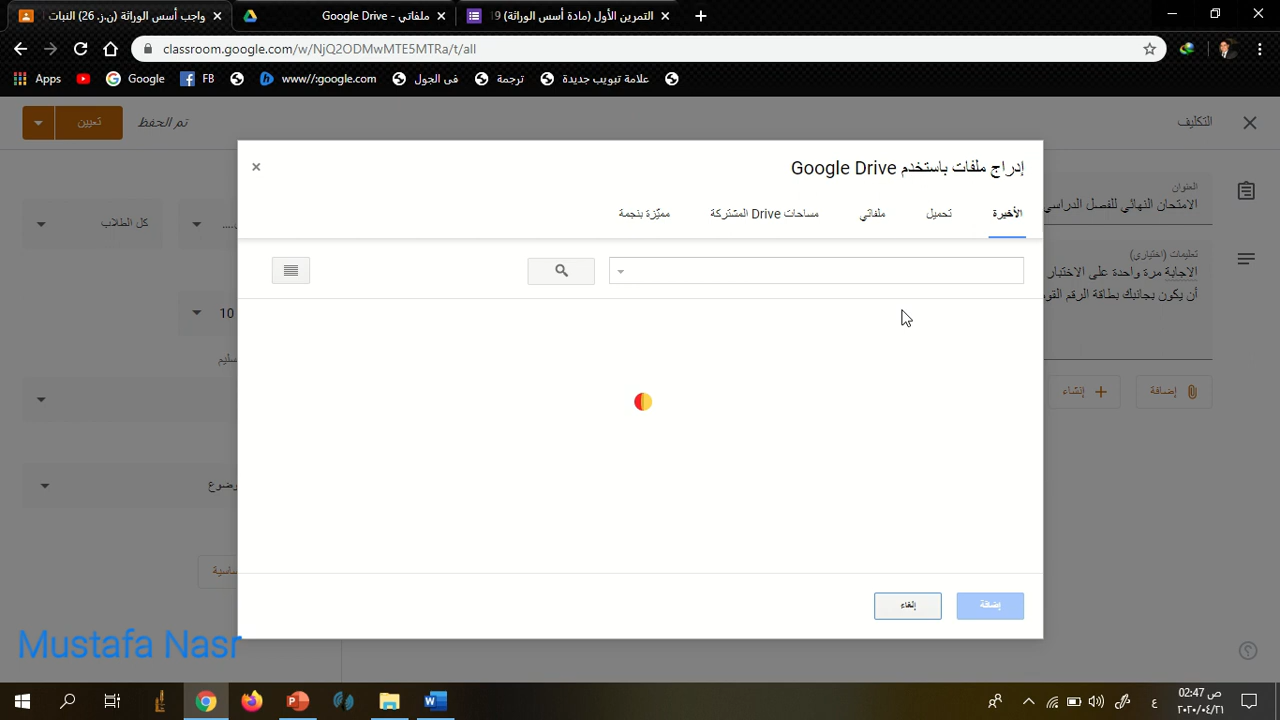 واجب أسس الوراثة (ن.ز. 26) النبات
ملفاتي - Google Drive
التمرين الأول (مادة أسس الوراثة) 19
classroom.google.com/w/NjQ2ODMwMTE5MTRa/t/all
Apps
Google
FB
www//:google.com
فى الجول
ترجمة
علامة تبويب جديدة
التكليف
تم الحفظ
تعيين
إدراج ملفات باستخدم Google Drive
الأخيرة
تحميل
ملفاتي
مساحات Drive المشتركة
مميّزة بنجمة
العنوان
الامتحان النهائي للفصل الدراسي
تعليمات (اختياري)
الاجابة مرة واحدة على الاختبار
أن يكون بجانبك بطاقة الرقم القو
إضافة
إنشاء
كل الطلاب
10
إضافة
إلغاء
Mustafa Nasr
ع
02:47 ص
٢٠٢٠/٠٤/٢١